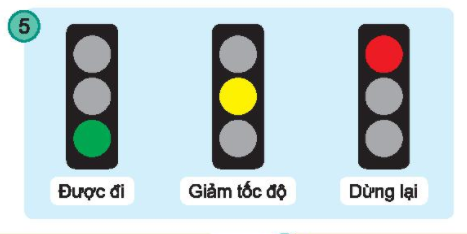 5
Được đi
Giảm tốc độ
Dừng lại